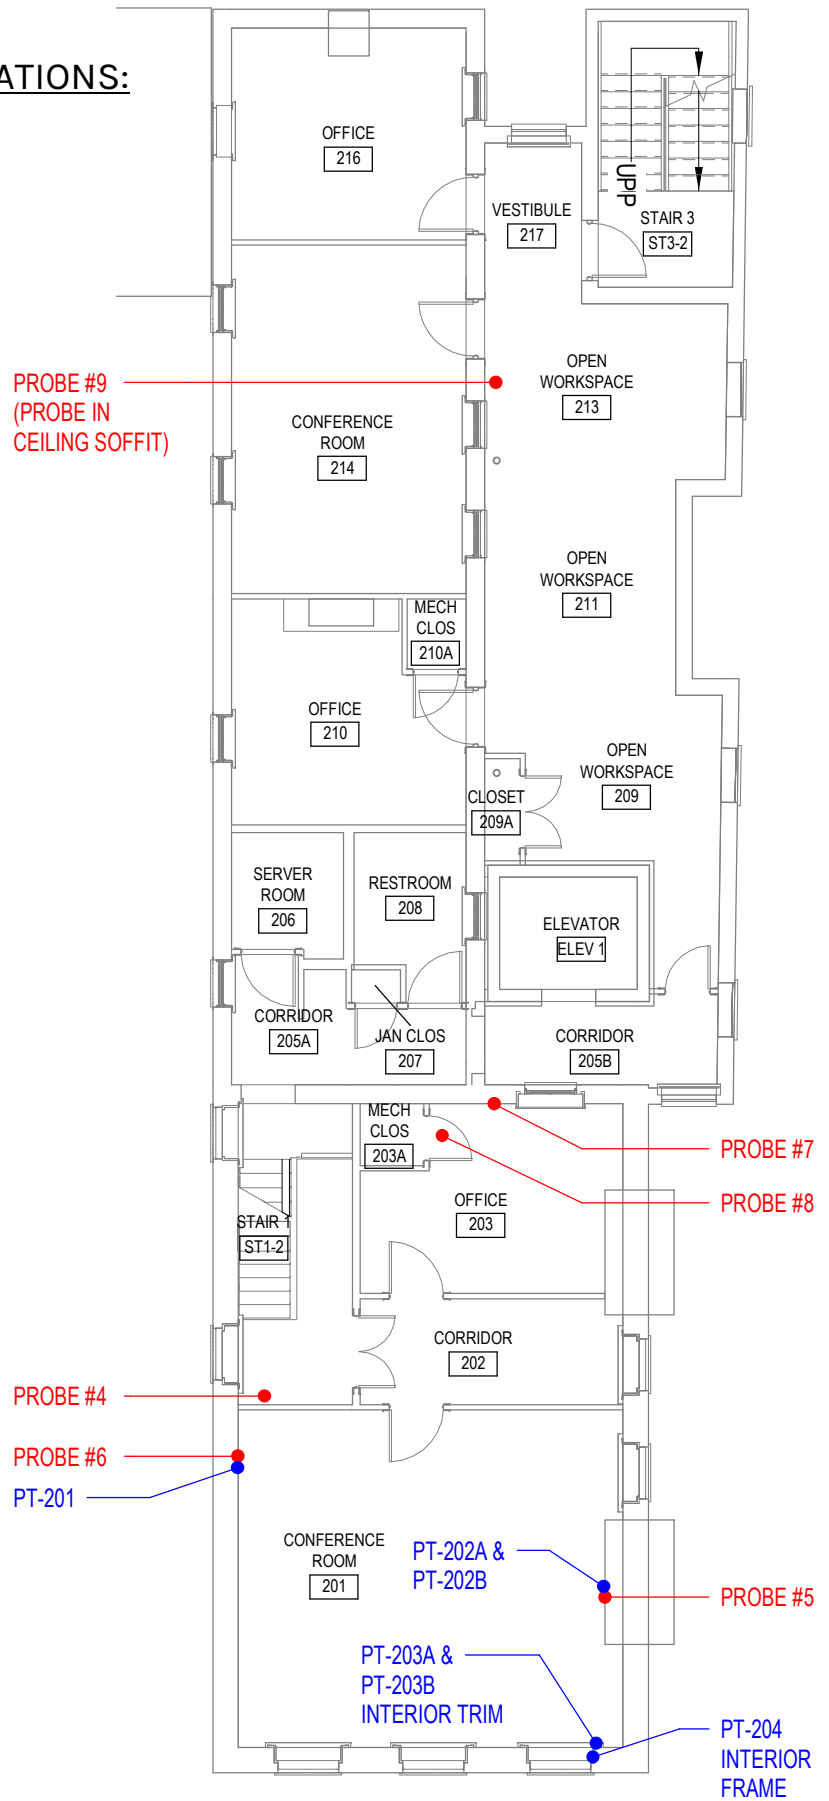 ATIONS:
OFFICE
216
VESTIBULE
217
UP
STAIR 3
ST3-2
PROBE #9
(PROBE IN
CEILING SOFFIT)
OPEN
WORKSPACE
213
CONFERENCE
ROOM
214
OPEN
WORKSPACE
211
MECH
CLOS
210A
OFFICE
210
OPEN
WORKSPACE
209
CLOSET
209A
SERVER
ROOM
206
RESTROOM
208
ELEVATOR
ELEV 1
CORRIDOR
205A
JAN CLOS
207
CORRIDOR
205B
MECH
CLOS
203A
PROBE #7
PROBE #8
OFFICE
203
STAIR 1
ST1-2
CORRIDOR
202
PROBE #4
PROBE #6
PT-201
CONFERENCE
ROOM
201
PT-202A &
PT-202B
PROBE #5
PT-203A &
PT-203B
INTERIOR TRIM
PT-204
INTERIOR
FRAME